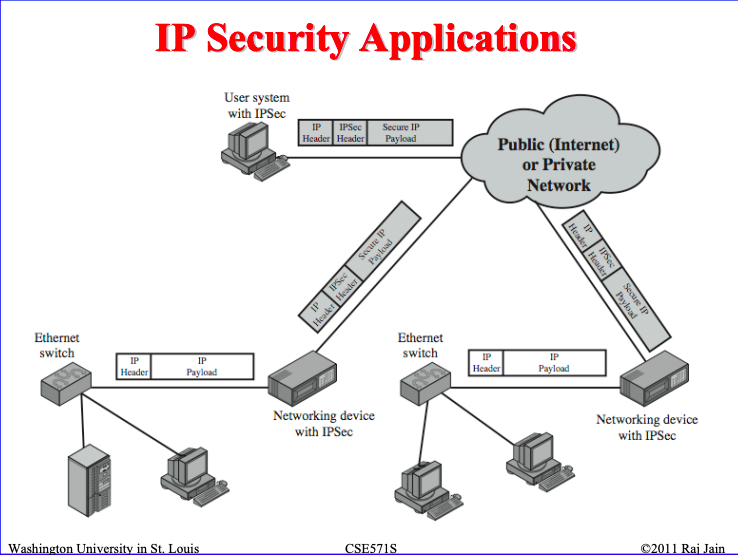 IP Security Applications
User system
with IPSec
IP
Header
IPSec
Header
Secure IP
Payload
Public (Internet)
or Private
Network
IP
Header
IPSec
Header
Secure IP
Payload
IP
Header
IPSec
Header
Secure IP
Payload
Ethernet
switch
IP
Header
IP
Payload
Networking device
with IPSec
Ethernet
switch
IP
Header
IP
Payload
Networking device
with IPSec
Washington University in St. Louis
CSE571S
©2011 Raj Jain